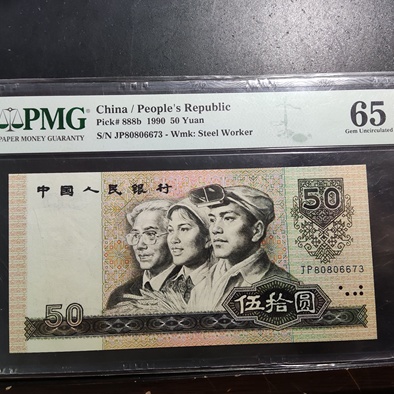 PMG
PAPER MONEY GUARANTY
China / People's Republic
Pick# 888b 1990 50 Yuan
S/N JP80806673 - Wmk: Steel Worker
65
Gem Uncirculated
中国人民银行
50
JP80806673
50
伍拾圆